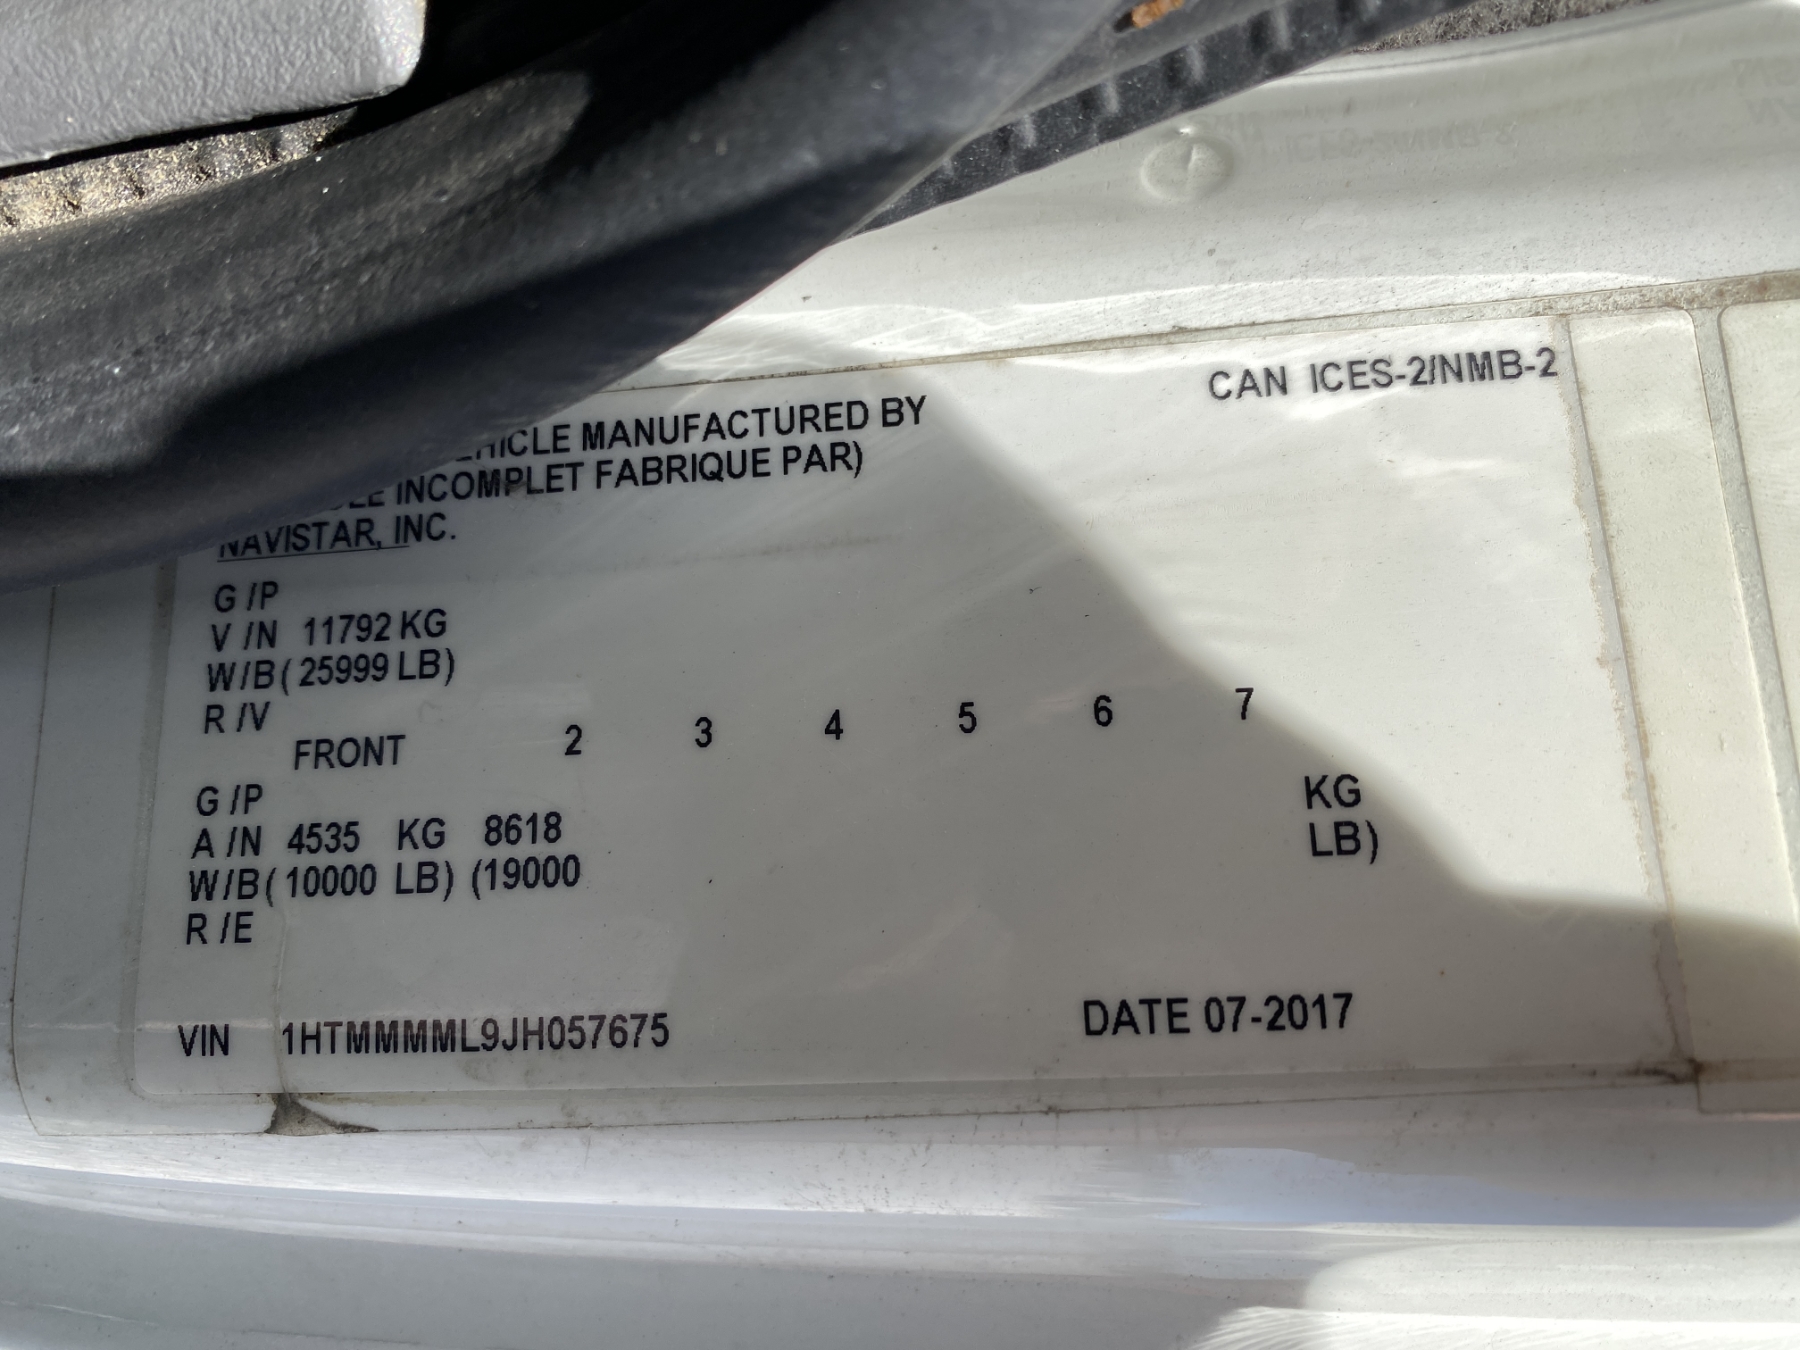 CAN ICES-2/NMB-2
VEHICLE MANUFACTURED BY
INCOMPLET FABRIQUE PAR)
NAVISTAR, INC.
G /P
V /N 11792 KG
W/B ( 25999 LB)
R /V
FRONT 2 3 4 5 6 7
G /P KG
A /N 4535 KG 8618
W/B ( 10000 LB) (19000 LB)
R /E
VIN 1HTMMMML9JH057675 DATE 07-2017